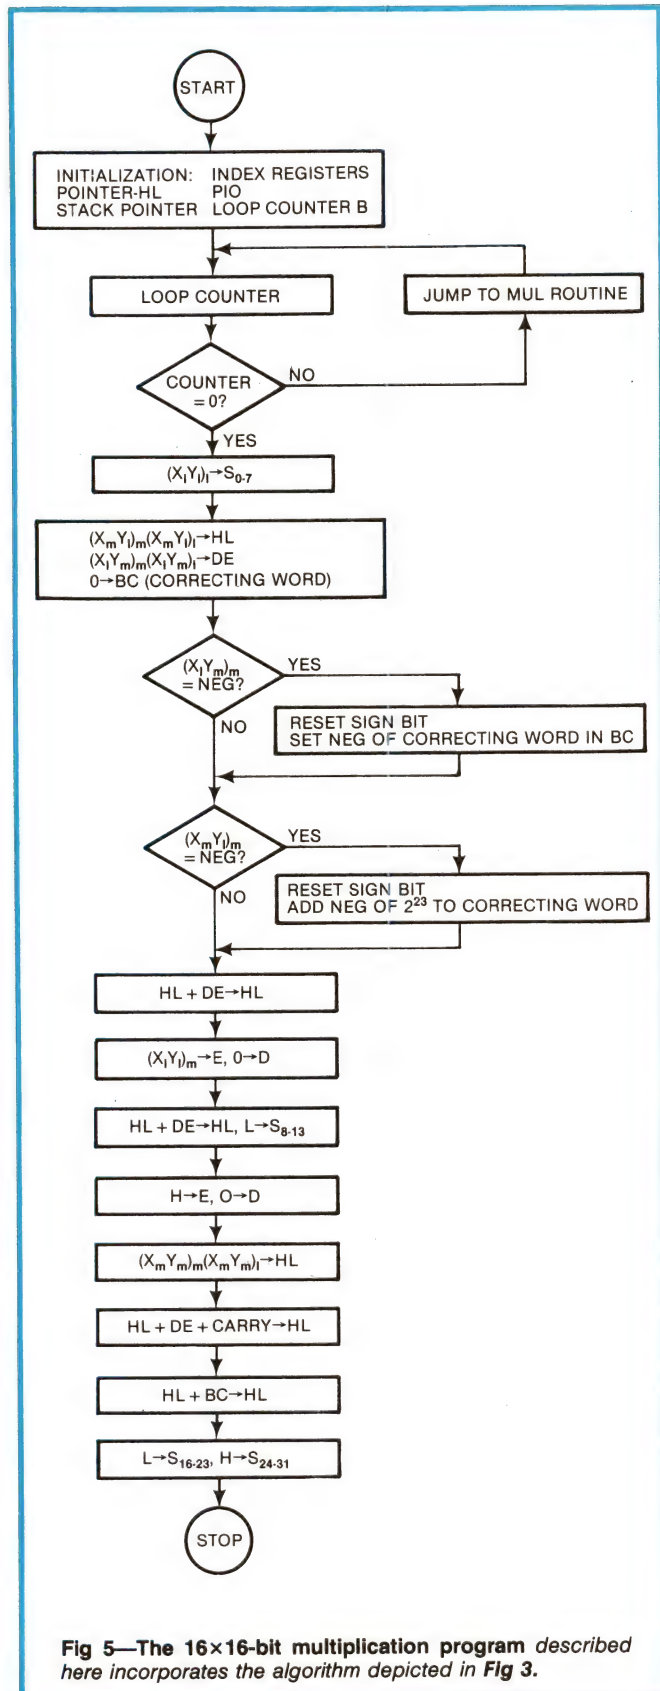 START
INITIALIZATION: INDEX REGISTERS
POINTER-HL PIO
STACK POINTER LOOP COUNTER B
LOOP COUNTER
JUMP TO MUL ROUTINE
COUNTER
= 0?
NO
YES
(XₗYₗ)ₗ→S₀₋₇
(XₘYₗ)ₘ(XₘYₗ)ₗ→HL
(XₗYₘ)ₘ(XₗYₘ)ₗ→DE
0→BC (CORRECTING WORD)
(XₗYₘ)ₘ
= NEG?
YES
NO
RESET SIGN BIT
SET NEG OF CORRECTING WORD IN BC
(XₘYₗ)ₘ
= NEG?
YES
NO
RESET SIGN BIT
ADD NEG OF 2²³ TO CORRECTING WORD
HL + DE→HL
(XₗYₗ)ₘ→E, 0→D
HL + DE→HL, L→S₈₋₁₃
H→E, O→D
(XₘYₘ)ₘ(XₘYₘ)ₗ→HL
HL + DE + CARRY→HL
HL + BC→HL
L→S₁₆₋₂₃, H→S₂₄₋₃₁
STOP
Fig 5—The 16×16-bit multiplication program described
here incorporates the algorithm depicted in Fig 3.